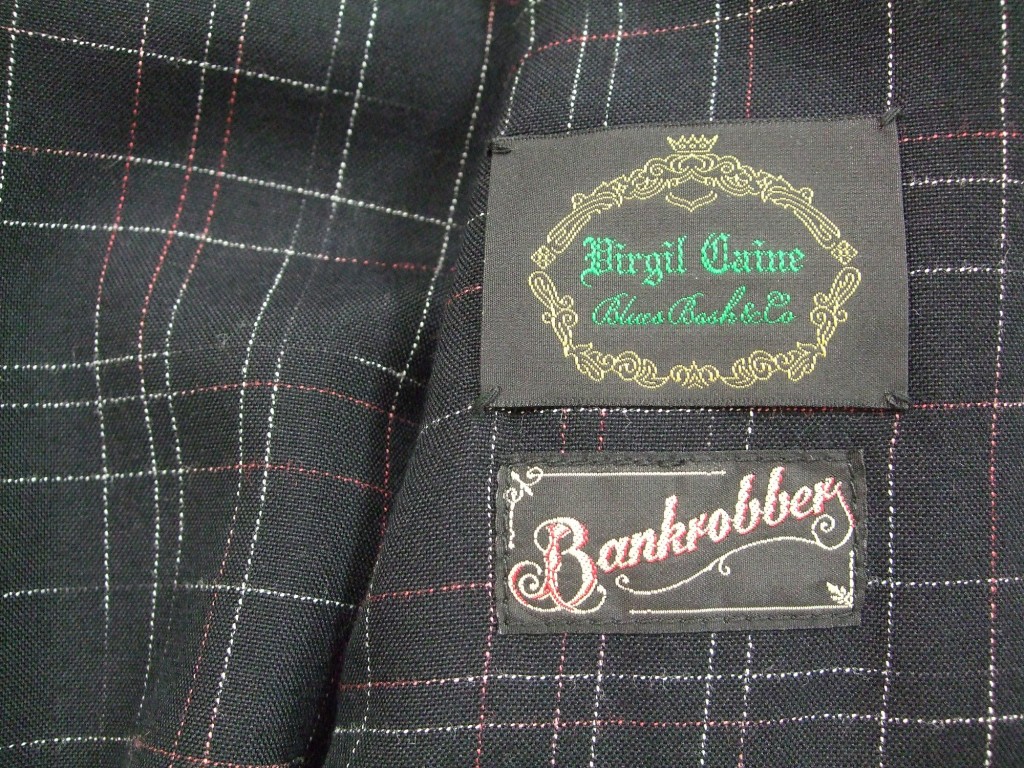 Virgil Caine
Blues Bash & Co
Bankrobber